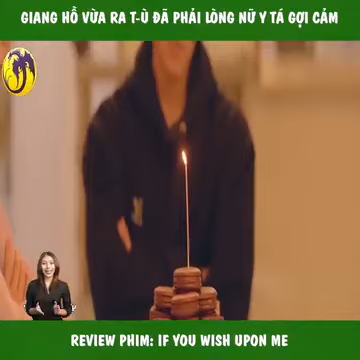 GIANG HỒ VỪA RA T-Ù ĐÃ PHẢI LÒNG NỮ Y TÁ GỢI CẢM
REVIEW PHIM: IF YOU WISH UPON ME